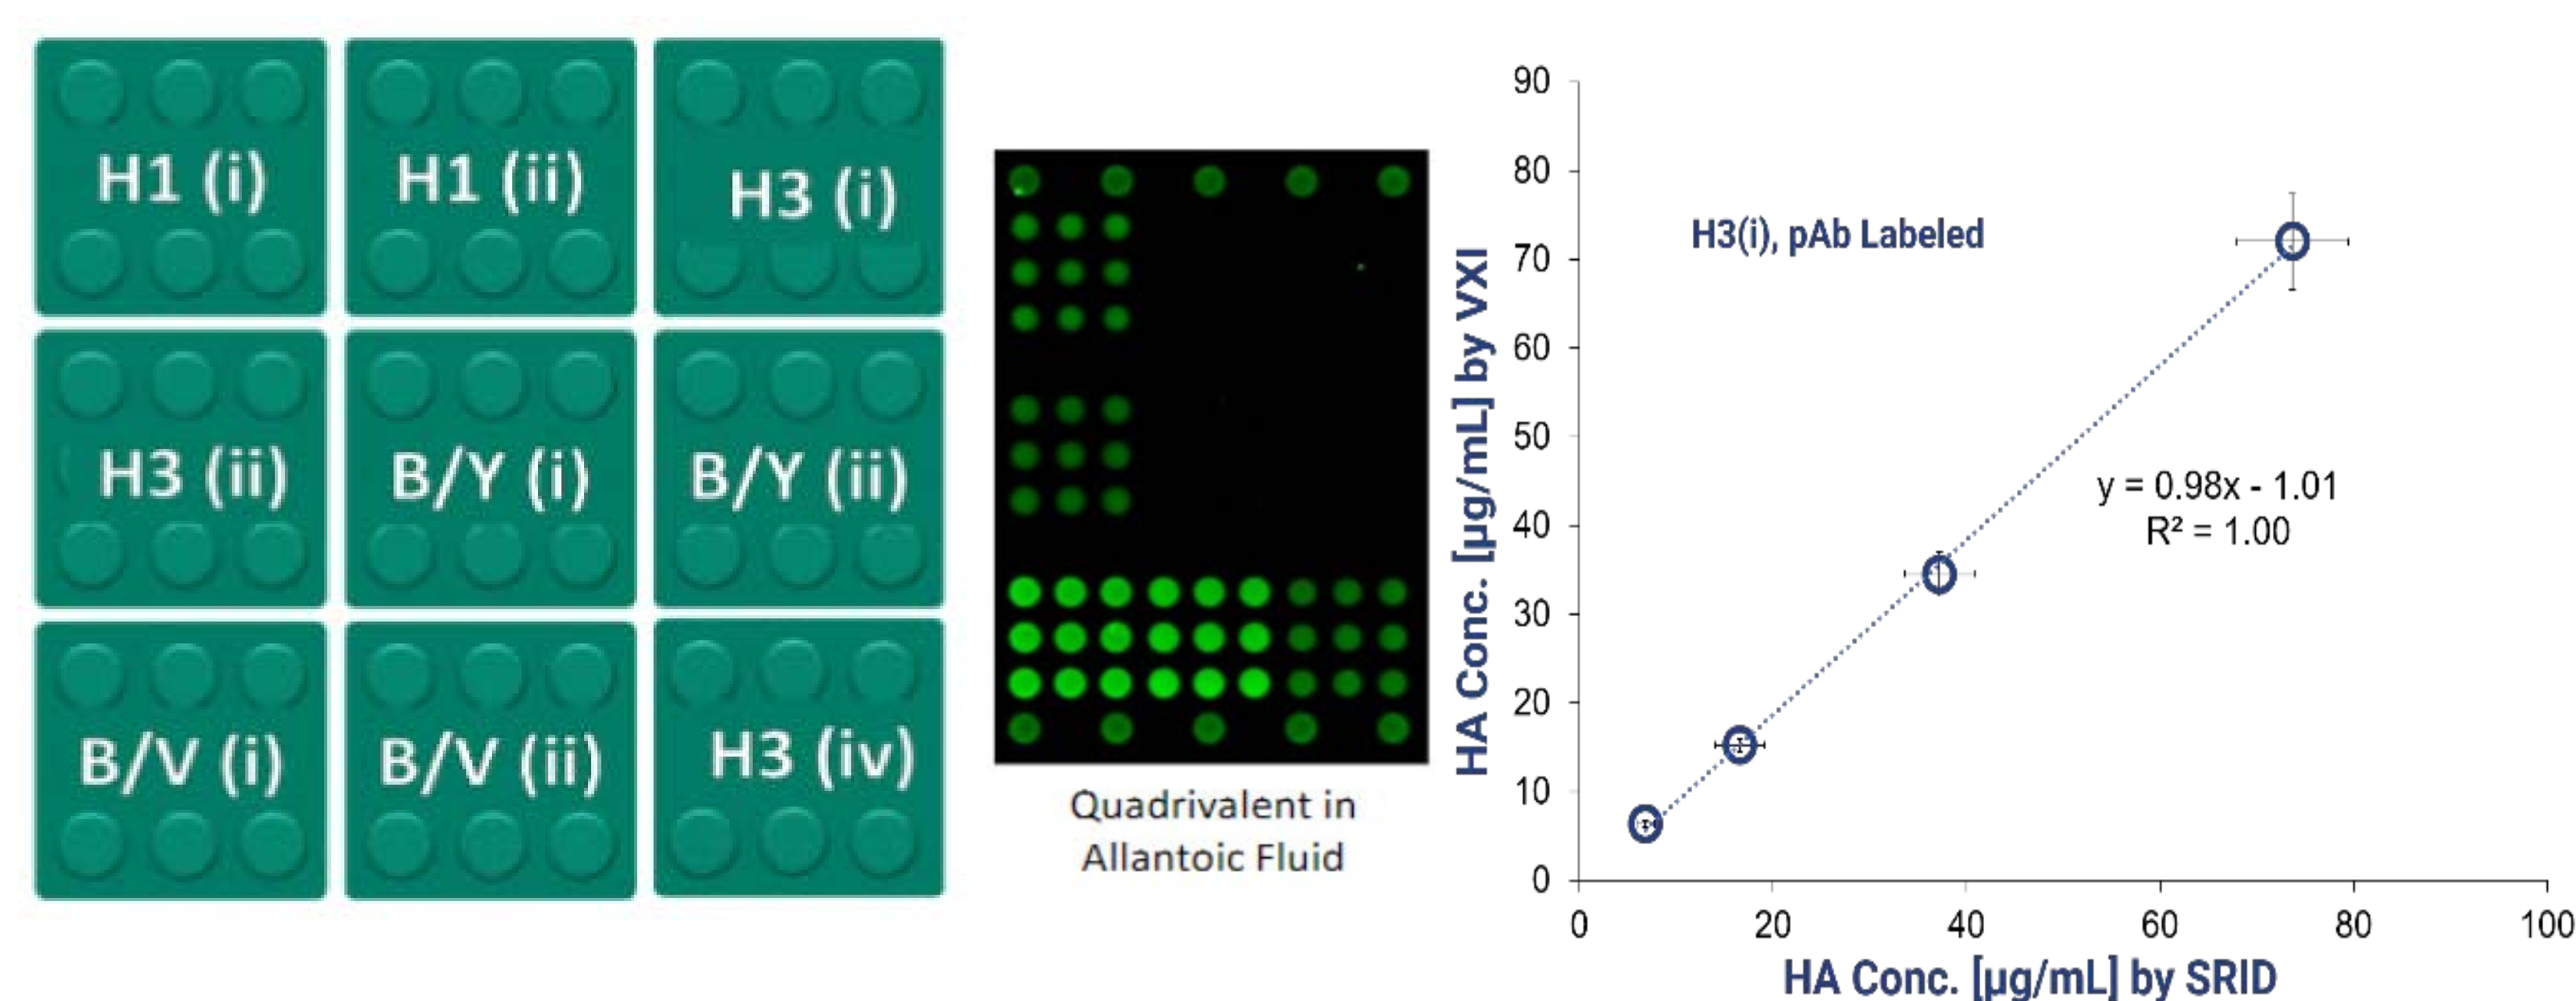 H1 (i)
H1 (ii)
H3 (i)
H3 (ii)
B/Y (i)
B/Y (ii)
B/V (i)
B/V (ii)
H3 (iv)
Quadrivalent in
Allantoic Fluid
HA Conc. [µg/mL] by VXI
90
80
70
60
50
40
30
20
10
0
H3(i), pAb Labeled
y = 0.98x - 1.01
R² = 1.00
0 20 40 60 80 100
HA Conc. [µg/mL] by SRID